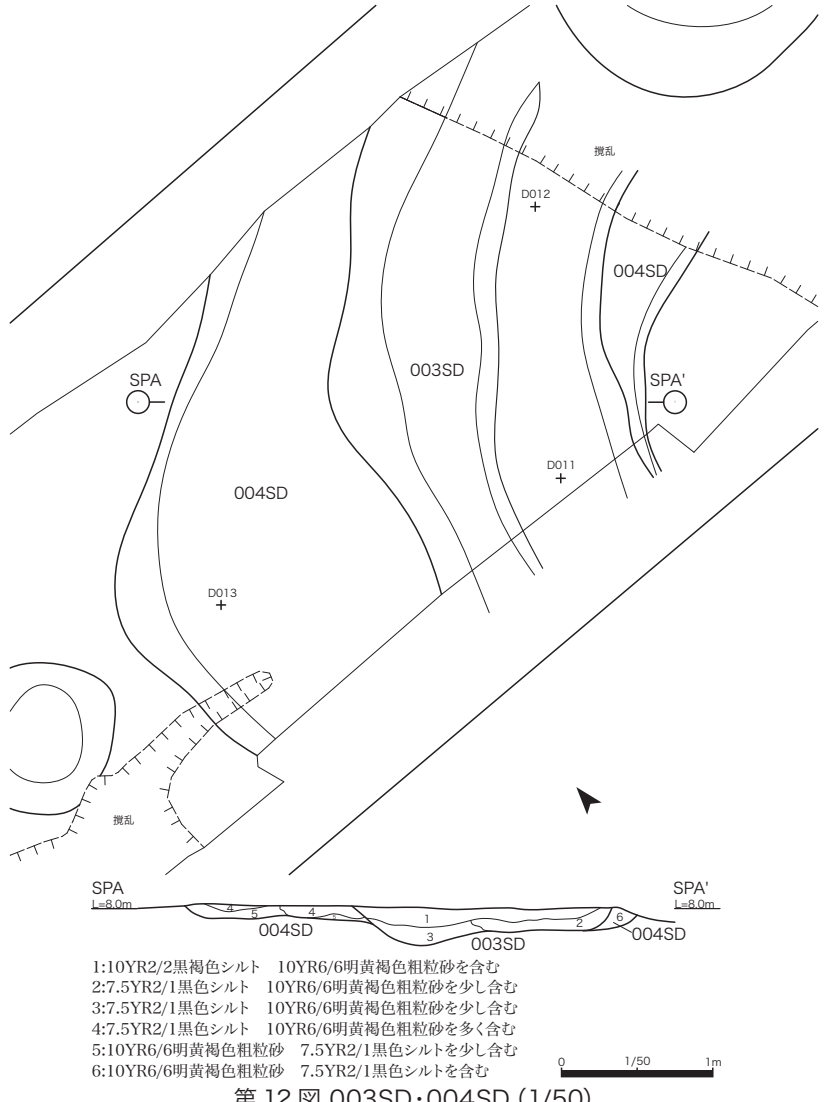 攪乱
D012
004SD
003SD
SPA
SPA'
D011
004SD
D013
攪乱
SPA
L=8.0m
SPA'
L=8.0m
4
5
4
5
1
3
2
6
004SD
003SD
004SD
1:10YR2/2黒褐色シルト　10YR6/6明黄褐色粗粒砂を含む
2:7.5YR2/1黒色シルト　10YR6/6明黄褐色粗粒砂を少し含む
3:7.5YR2/1黒色シルト　10YR6/6明黄褐色粗粒砂を少し含む
4:7.5YR2/1黒色シルト　10YR6/6明黄褐色粗粒砂を多く含む
5:10YR6/6明黄褐色粗粒砂　7.5YR2/1黒色シルトを少し含む
6:10YR6/6明黄褐色粗粒砂　7.5YR2/1黒色シルトを含む
0 1/50 1m
第 12 図 003SD・004SD (1/50)